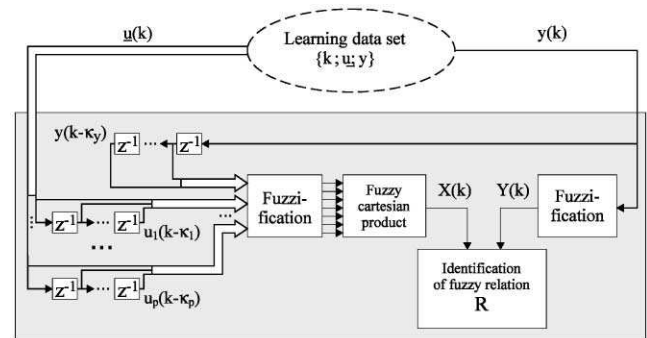 u(k)
Learning data set
{k ; u; y}
y(k)
y(k-κy)
z-1
...
z-1
Fuzzi-
fication
Fuzzy
cartesian
product
X(k)
Y(k)
Fuzzi-
fication
z-1
...
z-1
u1(k-κ1)
...
...
Identification
of fuzzy relation
R
z-1
...
z-1
up(k-κp)